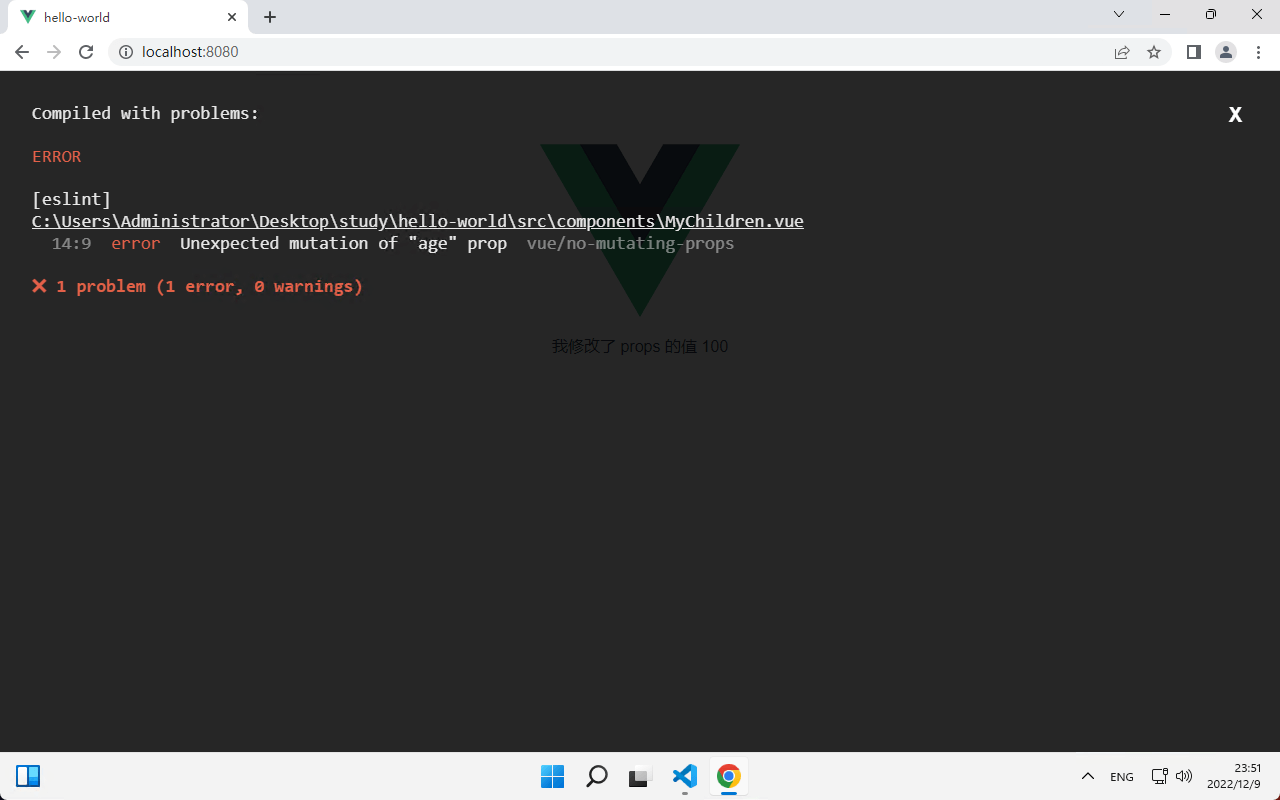 hello-world
localhost:8080
Compiled with problems:
X
ERROR
[eslint]
C:\Users\Administrator\Desktop\study\hello-world\src\components\MyChildren.vue
14:9 error Unexpected mutation of "age" prop vue/no-mutating-props
❌ 1 problem (1 error, 0 warnings)
我修改了 props 的值 100
ENG
23:51
2022/12/9